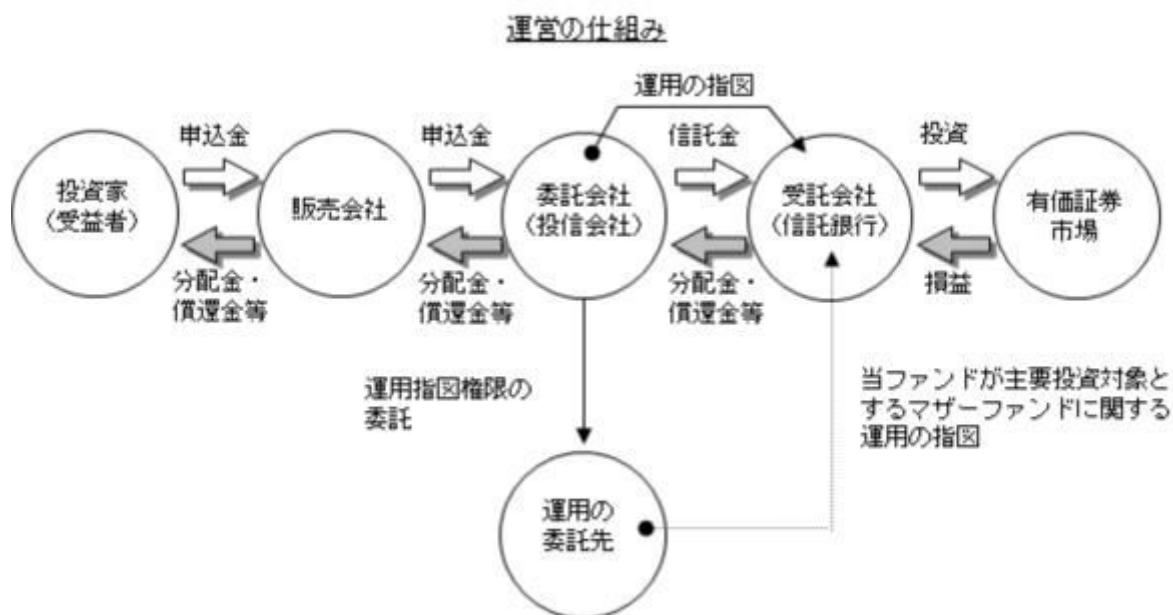 運営の仕組み
運用の指図
申込金
申込金
信託金
投資
投資家
(受益者)
販売会社
委託会社
(投信会社)
受託会社
(信託銀行)
有価証券
市場
分配金・
償還金等
分配金・
償還金等
分配金・
償還金等
損益
運用指図権限の
委託
当ファンドが主要投資対象と
するマザーファンドに関する
運用の指図
運用の
委託先